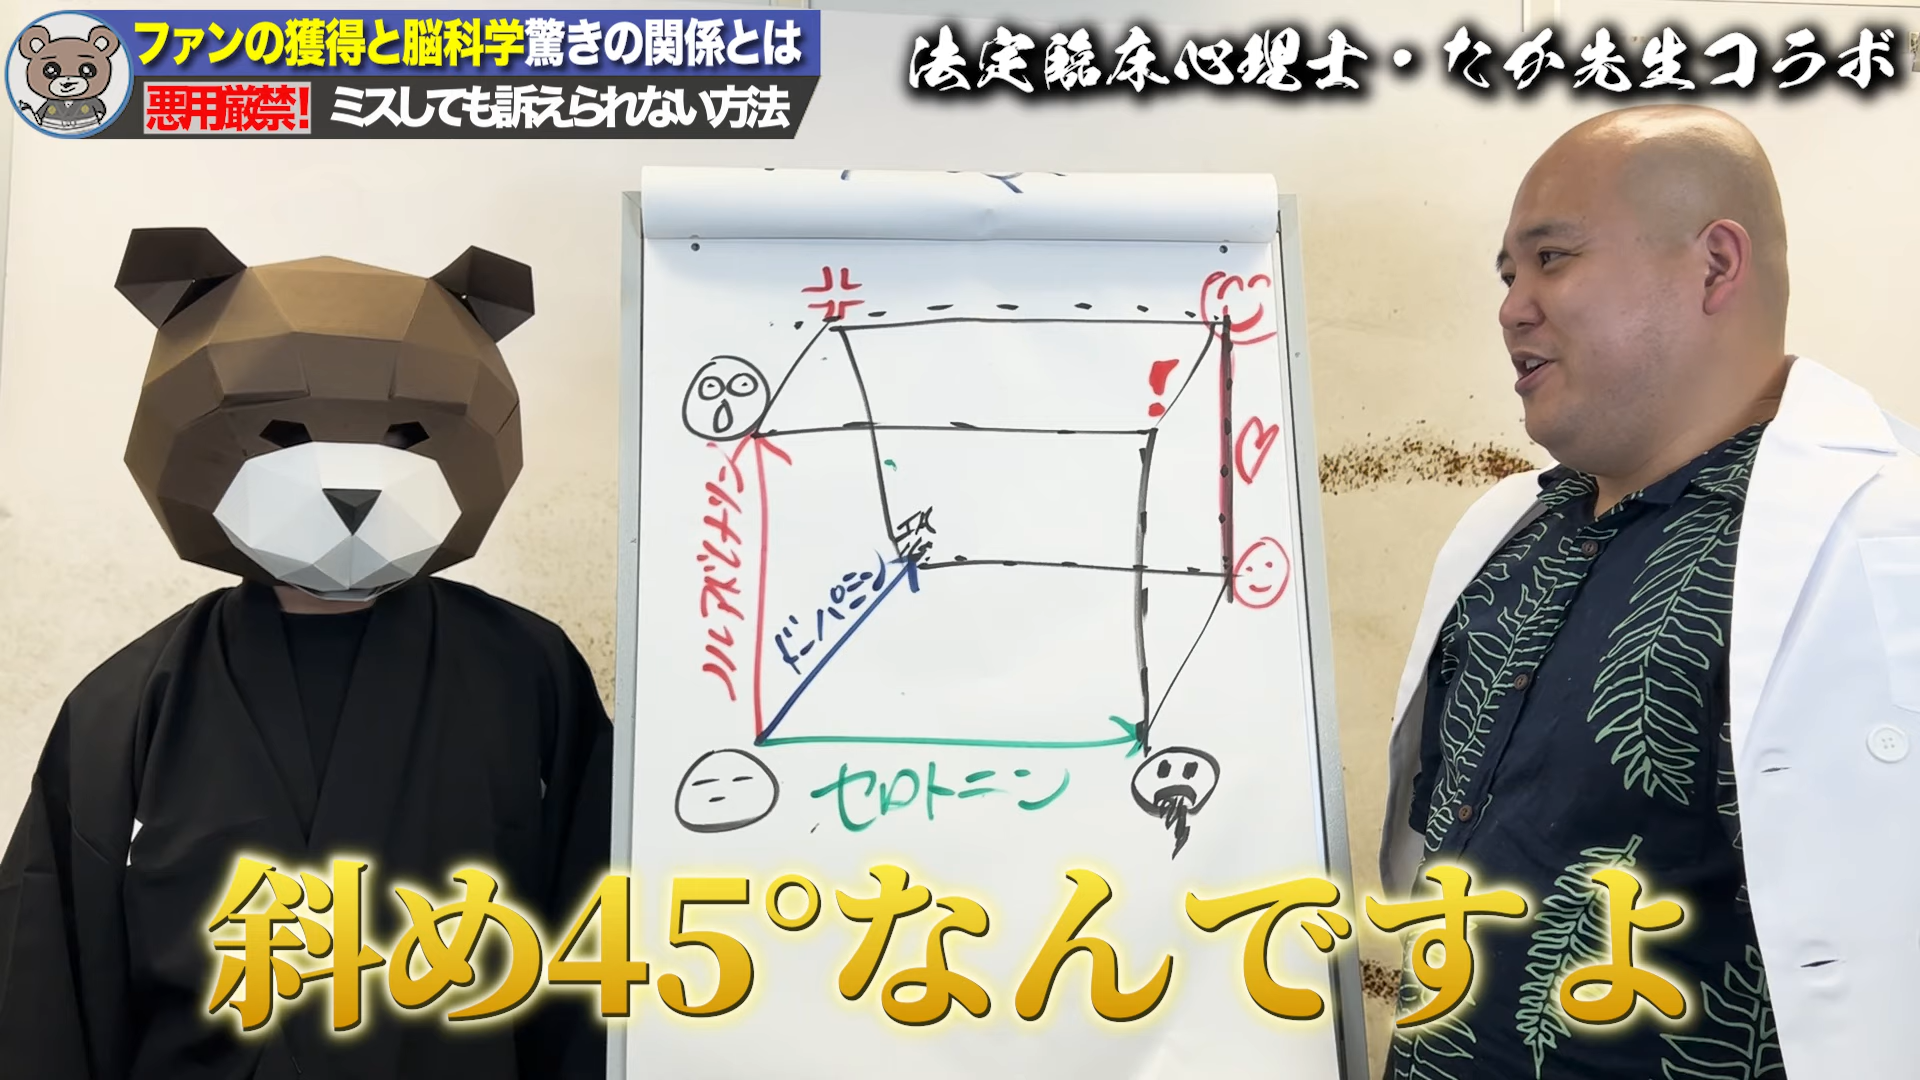 ファンの獲得と脳科学驚きの関係とは
悪用厳禁! ミスしても訴えられない方法
法定臨床心理士・たか先生コラボ
!
ノルアドレナリン
ドーパミン
セロトニン
斜め45°なんですよ